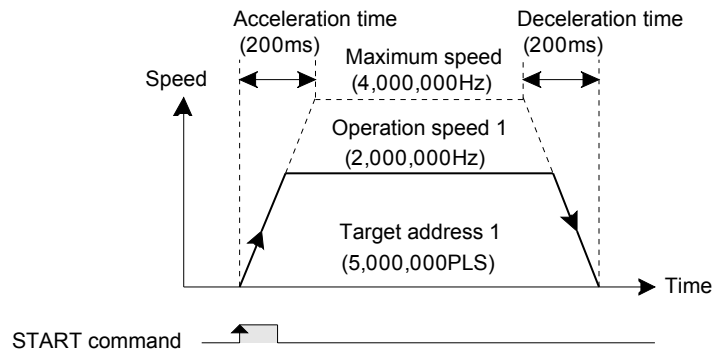 Acceleration time
(200ms)
Deceleration time
(200ms)
Maximum speed
(4,000,000Hz)
Speed
Operation speed 1
(2,000,000Hz)
Target address 1
(5,000,000PLS)
Time
START command